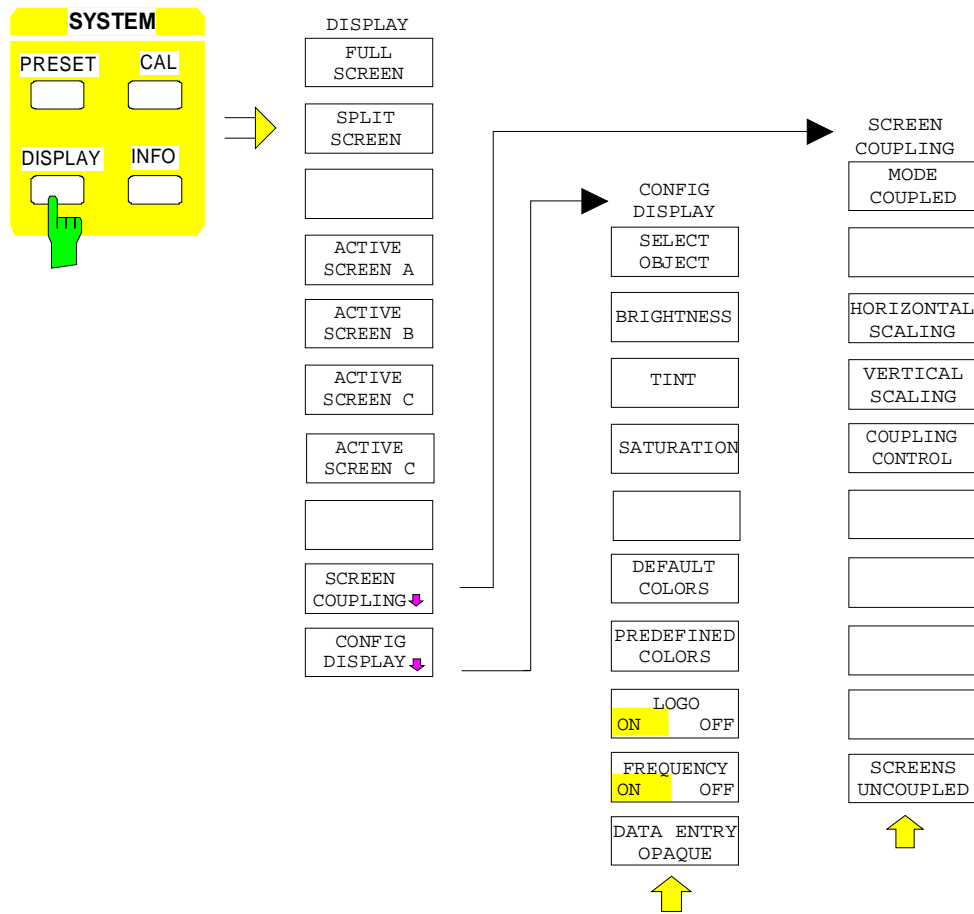 SYSTEM
PRESET
CAL
DISPLAY
INFO
DISPLAY
FULL
SCREEN
SPLIT
SCREEN
ACTIVE
SCREEN A
ACTIVE
SCREEN B
ACTIVE
SCREEN C
ACTIVE
SCREEN C
SCREEN
COUPLING
CONFIG
DISPLAY
CONFIG
DISPLAY
SELECT
OBJECT
BRIGHTNESS
TINT
SATURATION
DEFAULT
COLORS
PREDEFINED
COLORS
LOGO
ON OFF
FREQUENCY
ON OFF
DATA ENTRY
OPAQUE
SCREEN
COUPLING
MODE
COUPLED
HORIZONTAL
SCALING
VERTICAL
SCALING
COUPLING
CONTROL
SCREENS
UNCOUPLED